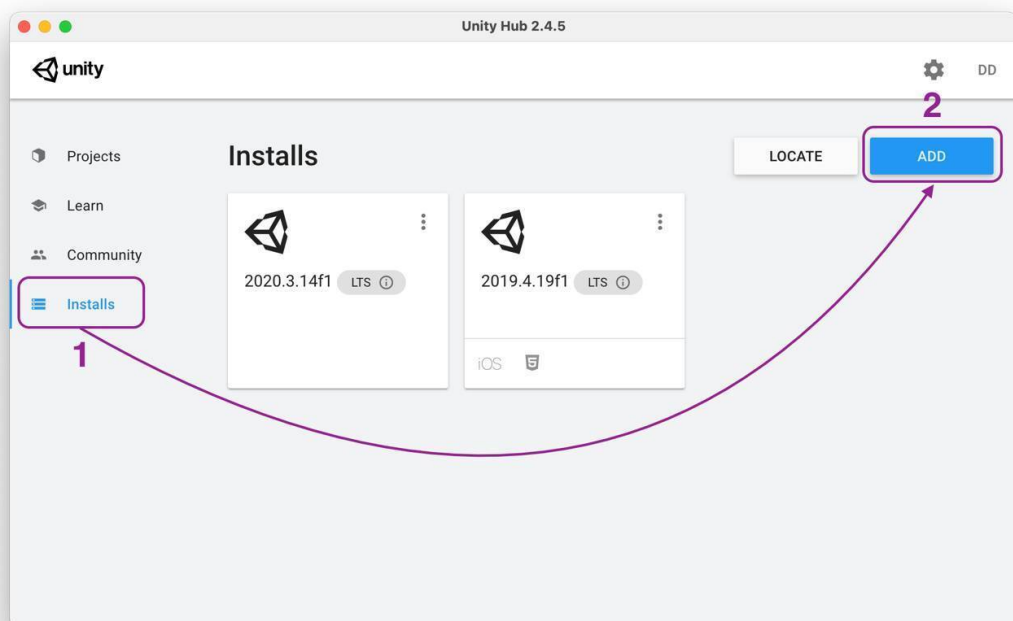 Unity Hub 2.4.5
unity
DD
2
Projects
Learn
Community
Installs
1
Installs
LOCATE
ADD
2020.3.14f1 LTS
2019.4.19f1 LTS
iOS
5